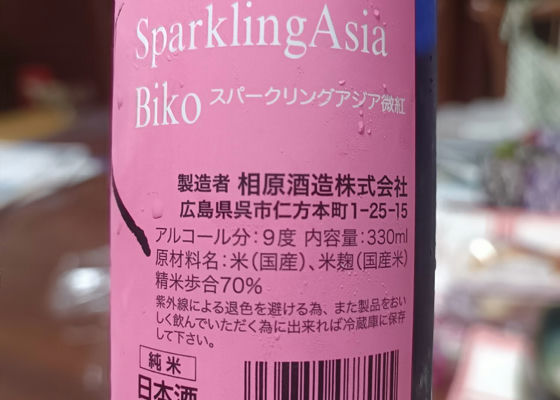 SparklingAsia
Biko スパークリングアジア微紅
製造者 相原酒造株式会社
広島県呉市仁方本町1-25-15
アルコール分:9度 内容量:330ml
原材料名:米(国産)、米麹(国産米)
精米歩合70%
紫外線による退色を避ける為、また製品をおい
しく飲んでいただく為に出来れば冷蔵庫に保存
して下さい。
純米
日本酒